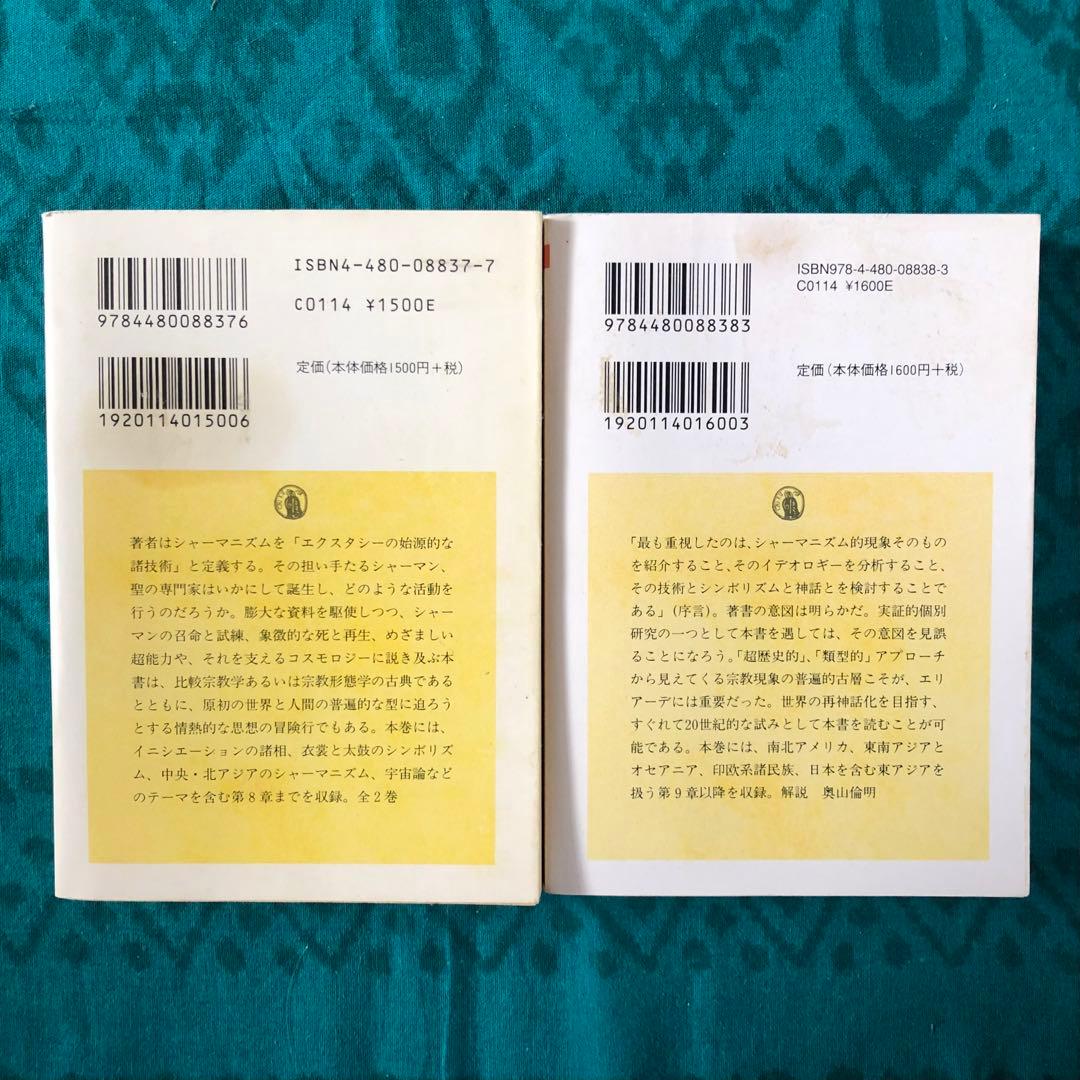 ISBN4-480-08837-7
C0114 ¥1500E
9784480088376
定価(本体価格1500円+税)
1920114015006
著者はシャーマニズムを「エクスタシーの始源的な
諸技術」と定義する。その担い手たるシャーマン、
聖の専門家はいかにして誕生し、どのような活動を
行うのだろうか。膨大な資料を駆使しつつ、シャー
マンの召命と試練、象徴的な死と再生、めざましい
超能力や、それを支えるコスモロジーに説き及ぶ本
書は、比較宗教学あるいは宗教形態学の古典である
とともに、原初の世界と人間の普遍的な型に迫ろう
とする情熱的な思想の冒険行でもある。本巻には、
イニシエーションの諸相、衣裳と太鼓のシンボリズ
ム、中央・北アジアのシャーマニズム、宇宙論など
のテーマを含む第8章までを収録。全2巻
ISBN978-4-480-08838-3
C0114 ¥1600E
9784480088383
定価(本体価格1600円+税)
1920114016003
「最も重視したのは、シャーマニズム的現象そのもの
を紹介すること、そのイデオロギーを分析すること、
その技術とシンボリズムと神話とを検討することで
ある」(序言)。著書の意図は明らかだ。実証的個別
研究の一つとして本書を遇しては、その意図を見誤
ることになろう。「超歴史的」、「類型的」アプローチ
から見えてくる宗教現象の普遍的古層こそが、エリ
アーデには重要だった。世界の再神話化を目指す、
すぐれて20世紀的な試みとして本書を読むことが可
能である。本巻には、南北アメリカ、東南アジアと
オセアニア、印欧系諸民族、日本を含む東アジアを
扱う第9章以降を収録。解説 奥山倫明